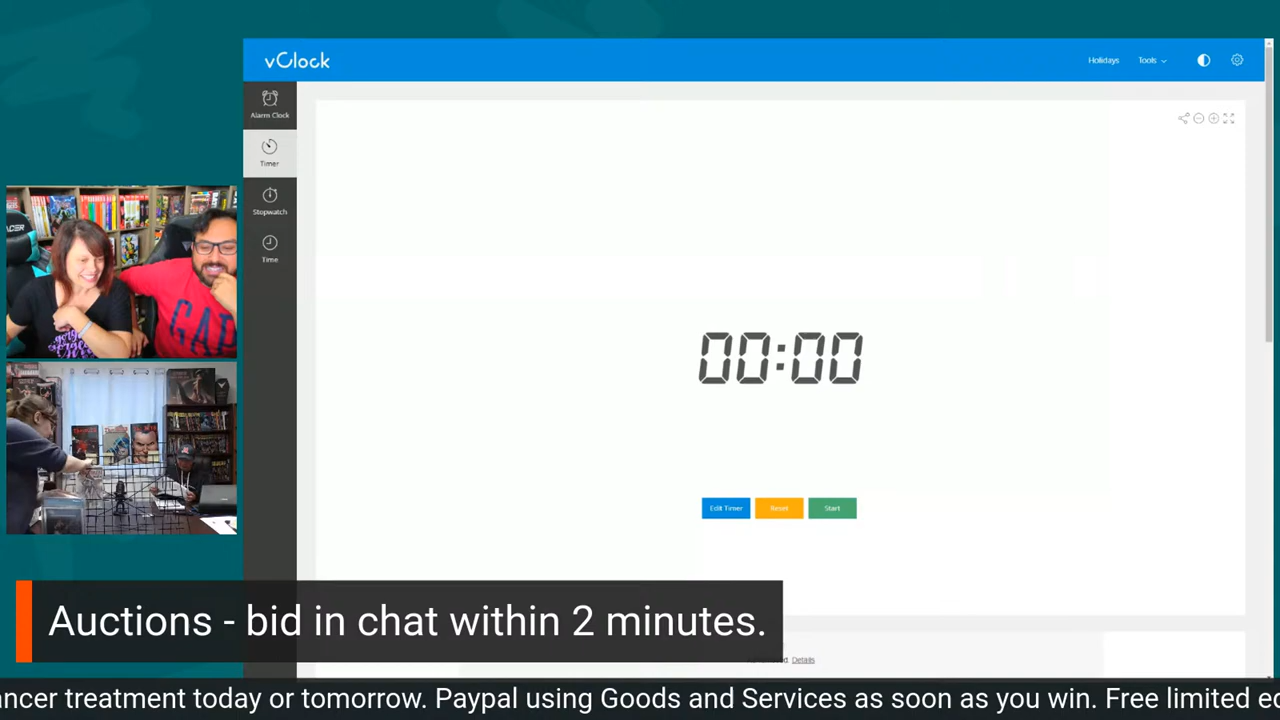 vClock
Holidays
Tools
Alarm Clock
Timer
Stopwatch
Time
00:00
Edit Timer
Reset
Start
Details
GAP
Auctions - bid in chat within 2 minutes.
ancer treatment today or tomorrow. Paypal using Goods and Services as soon as you win. Free limited ed